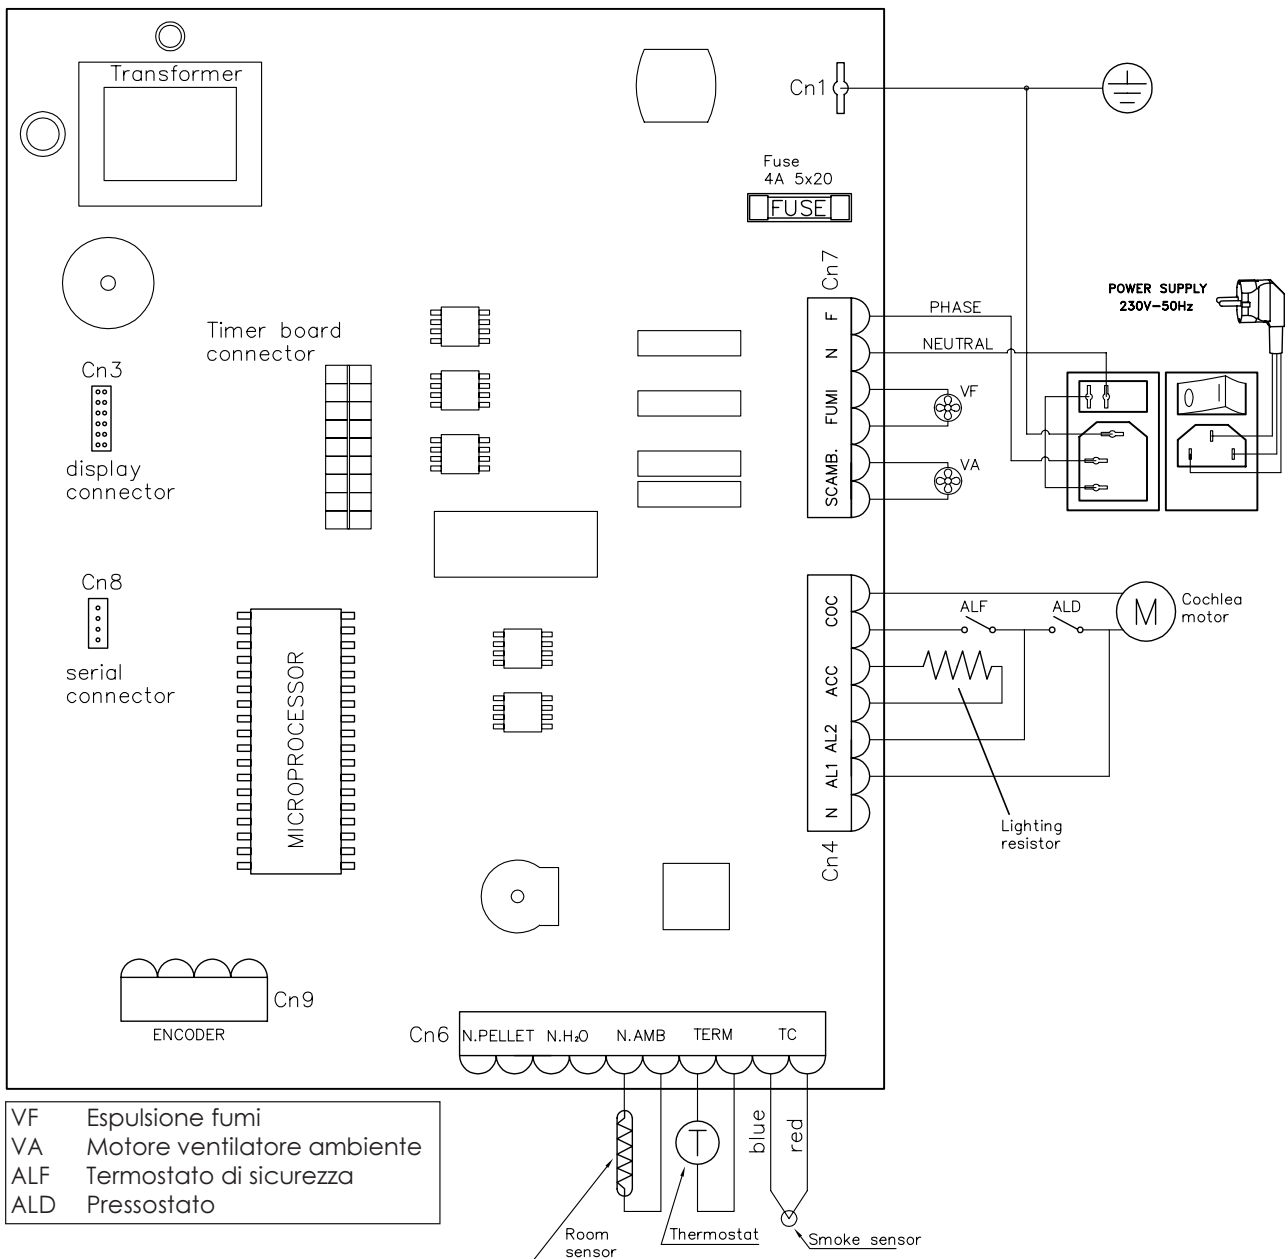 Transformer
Cn1
Fuse
4A 5x20
FUSE
Cn7
F
N
FUMI
SCAMB.
PHASE
NEUTRAL
VF
VA
POWER SUPPLY
230V-50Hz
Timer board
connector
Cn3
display
connector
Cn8
serial
connector
MICROPROCESSOR
COC
ACC
AL2
AL1
N
Cn4
ALF
ALD
M
Cochlea
motor
Lighting
resistor
Cn9
ENCODER
Cn6
N.PELLET
N.H₂O
N.AMB
TERM
TC
blue
red
T
Room
sensor
Thermostat
Smoke sensor
VF Espulsione fumi
VA Motore ventilatore ambiente
ALF Termostato di sicurezza
ALD Pressostato